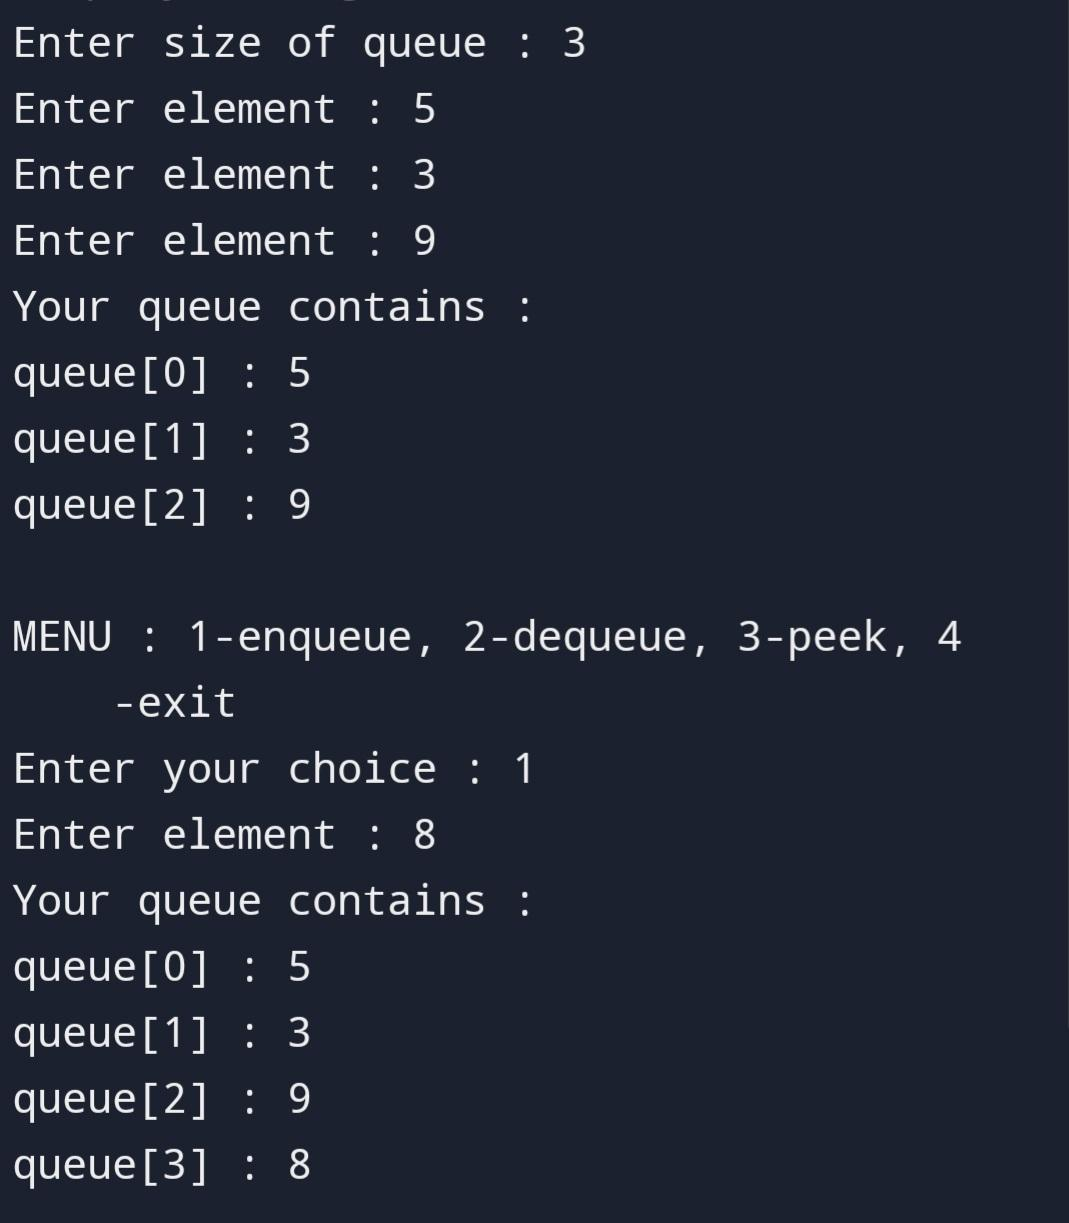 Enter size of queue : 3
Enter element : 5
Enter element : 3
Enter element : 9
Your queue contains :
queue[0] : 5
queue[1] : 3
queue[2] : 9

MENU : 1-enqueue, 2-dequeue, 3-peek, 4
-exit
Enter your choice : 1
Enter element : 8
Your queue contains :
queue[0] : 5
queue[1] : 3
queue[2] : 9
queue[3] : 8